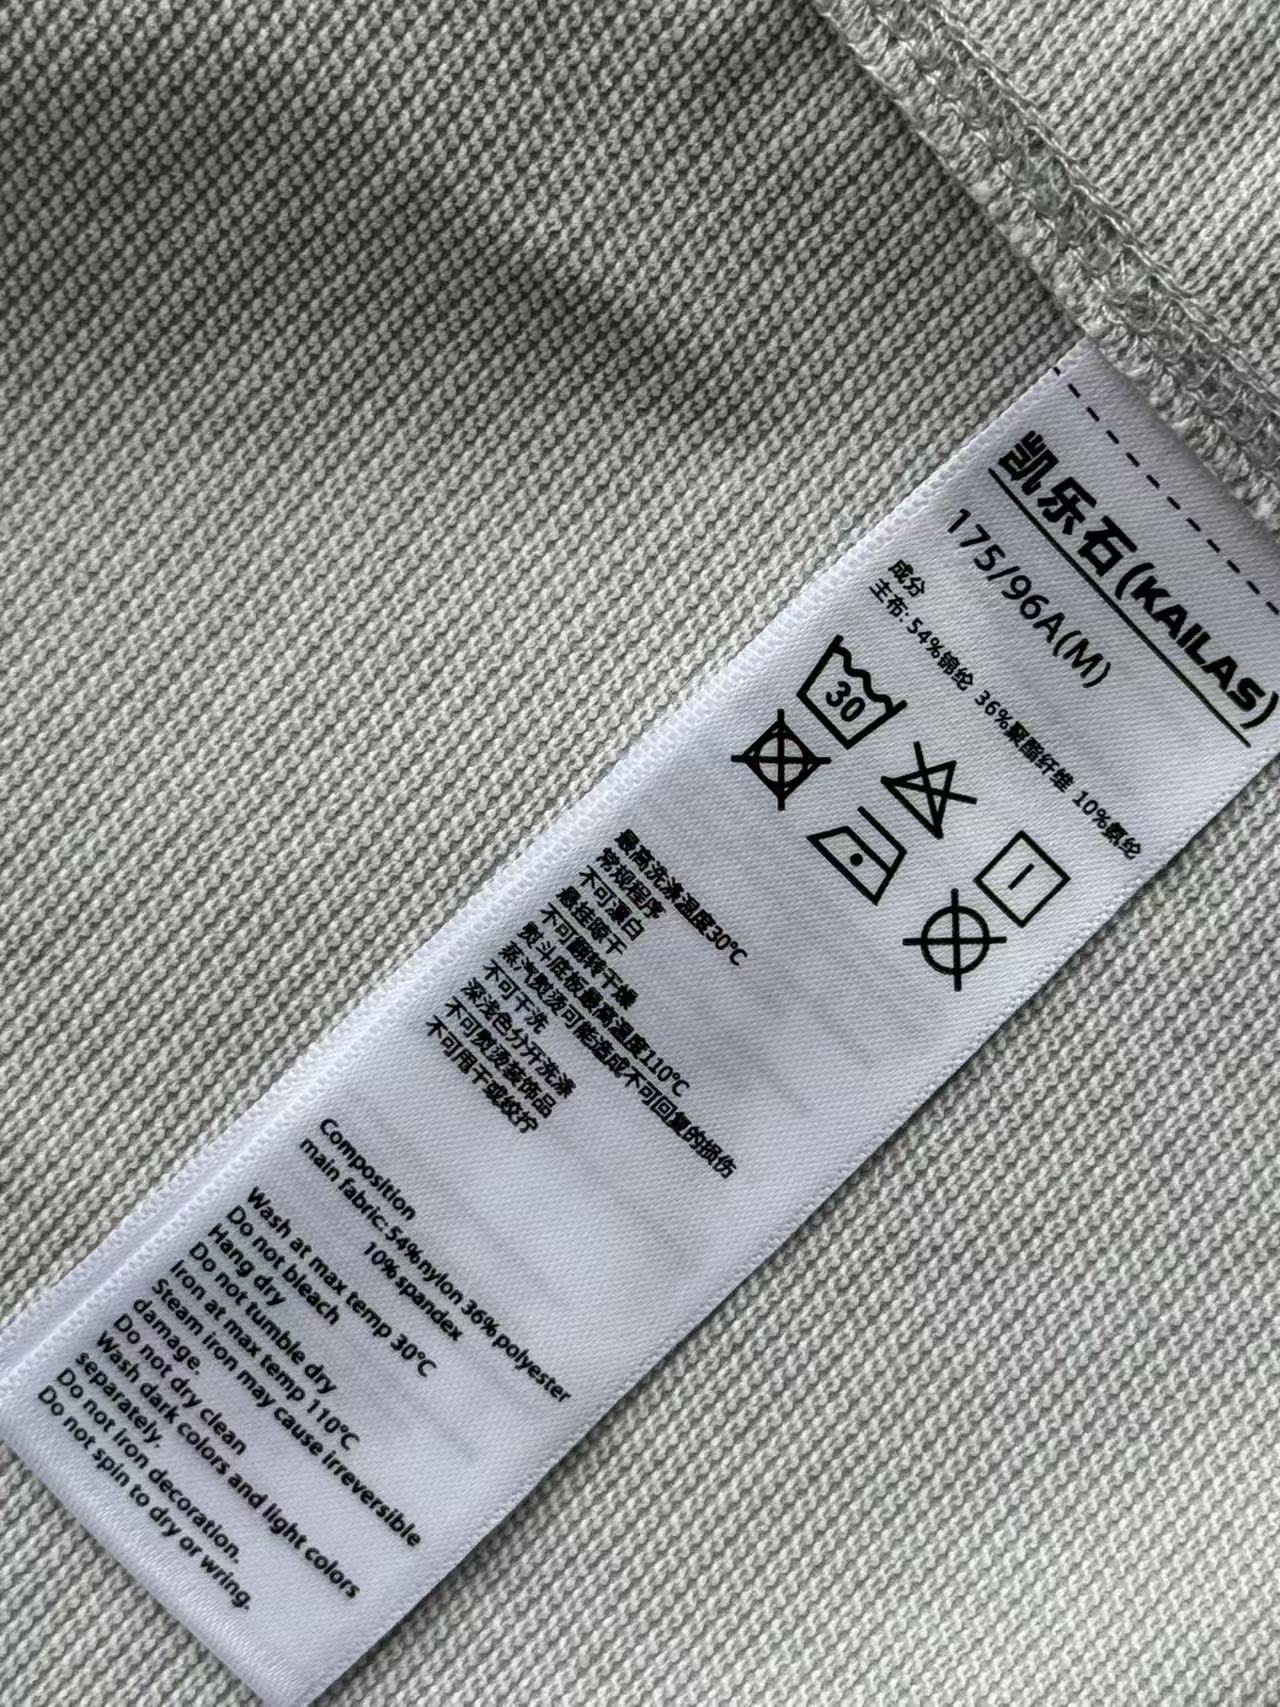 凯乐石(KAILAS)
175/96A(M)
成分
主布: 54%锦纶 36%聚酯纤维 10%氨纶
30
最高洗涤温度30℃
常规程序
不可漂白
悬挂晾干
不可翻转干燥
熨斗底板最高温度110℃
蒸汽熨烫可能造成不可回复的损伤
不可干洗
深浅色分开洗涤
不可熨烫装饰品
不可甩干或绞拧
Composition
main fabric: 54% nylon 36% polyester
10% spandex
Wash at max temp 30℃
Do not bleach
Hang dry
Do not tumble dry
Iron at max temp 110℃
Steam iron may cause irreversible
damage.
Do not dry clean
Wash dark colors and light colors
separately.
Do not iron decoration.
Do not spin to dry or wring.